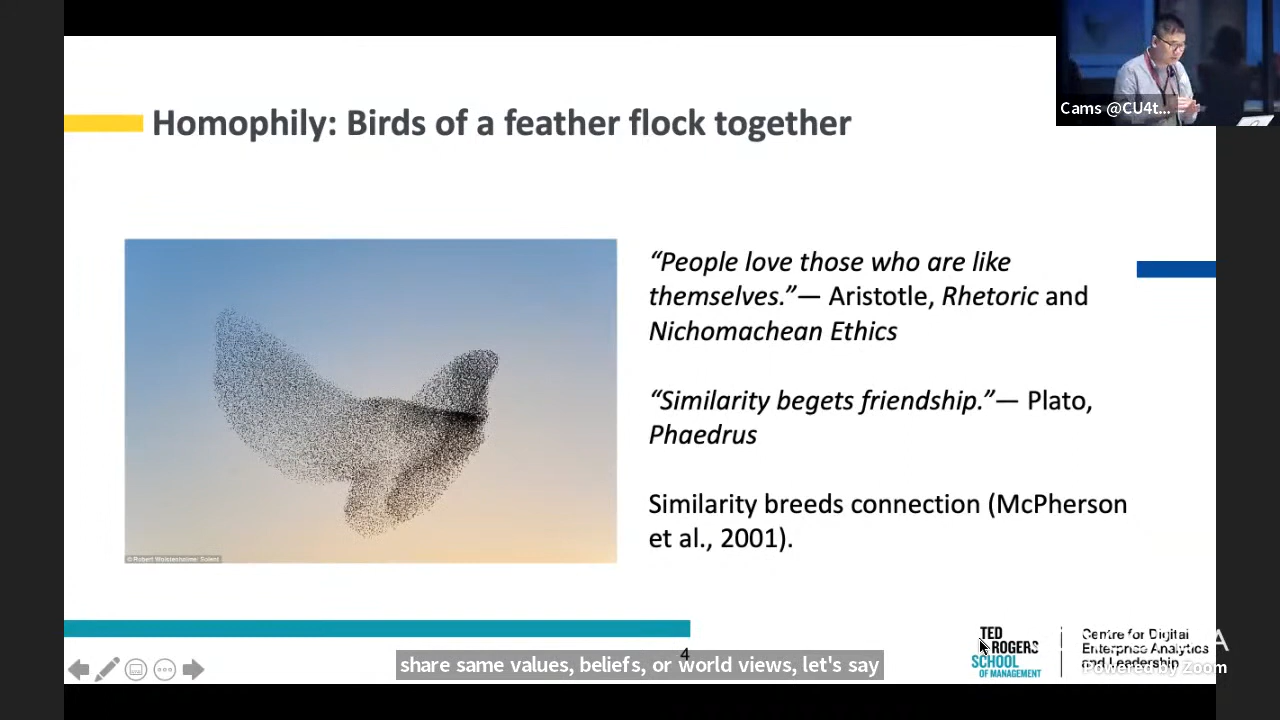 Cams @CU4t...
Homophily: Birds of a feather flock together
“People love those who are like
themselves.”— Aristotle, Rhetoric and
Nichomachean Ethics
“Similarity begets friendship.”— Plato,
Phaedrus
Similarity breeds connection (McPherson
et al., 2001).
© Robert Wolstenholme; Solent
4
TED
ROGERS
SCHOOL
OF MANAGEMENT
Centre for Digital
Enterprise Analytics
and Leadership
Powered by Zoom
share same values, beliefs, or world views, let's say